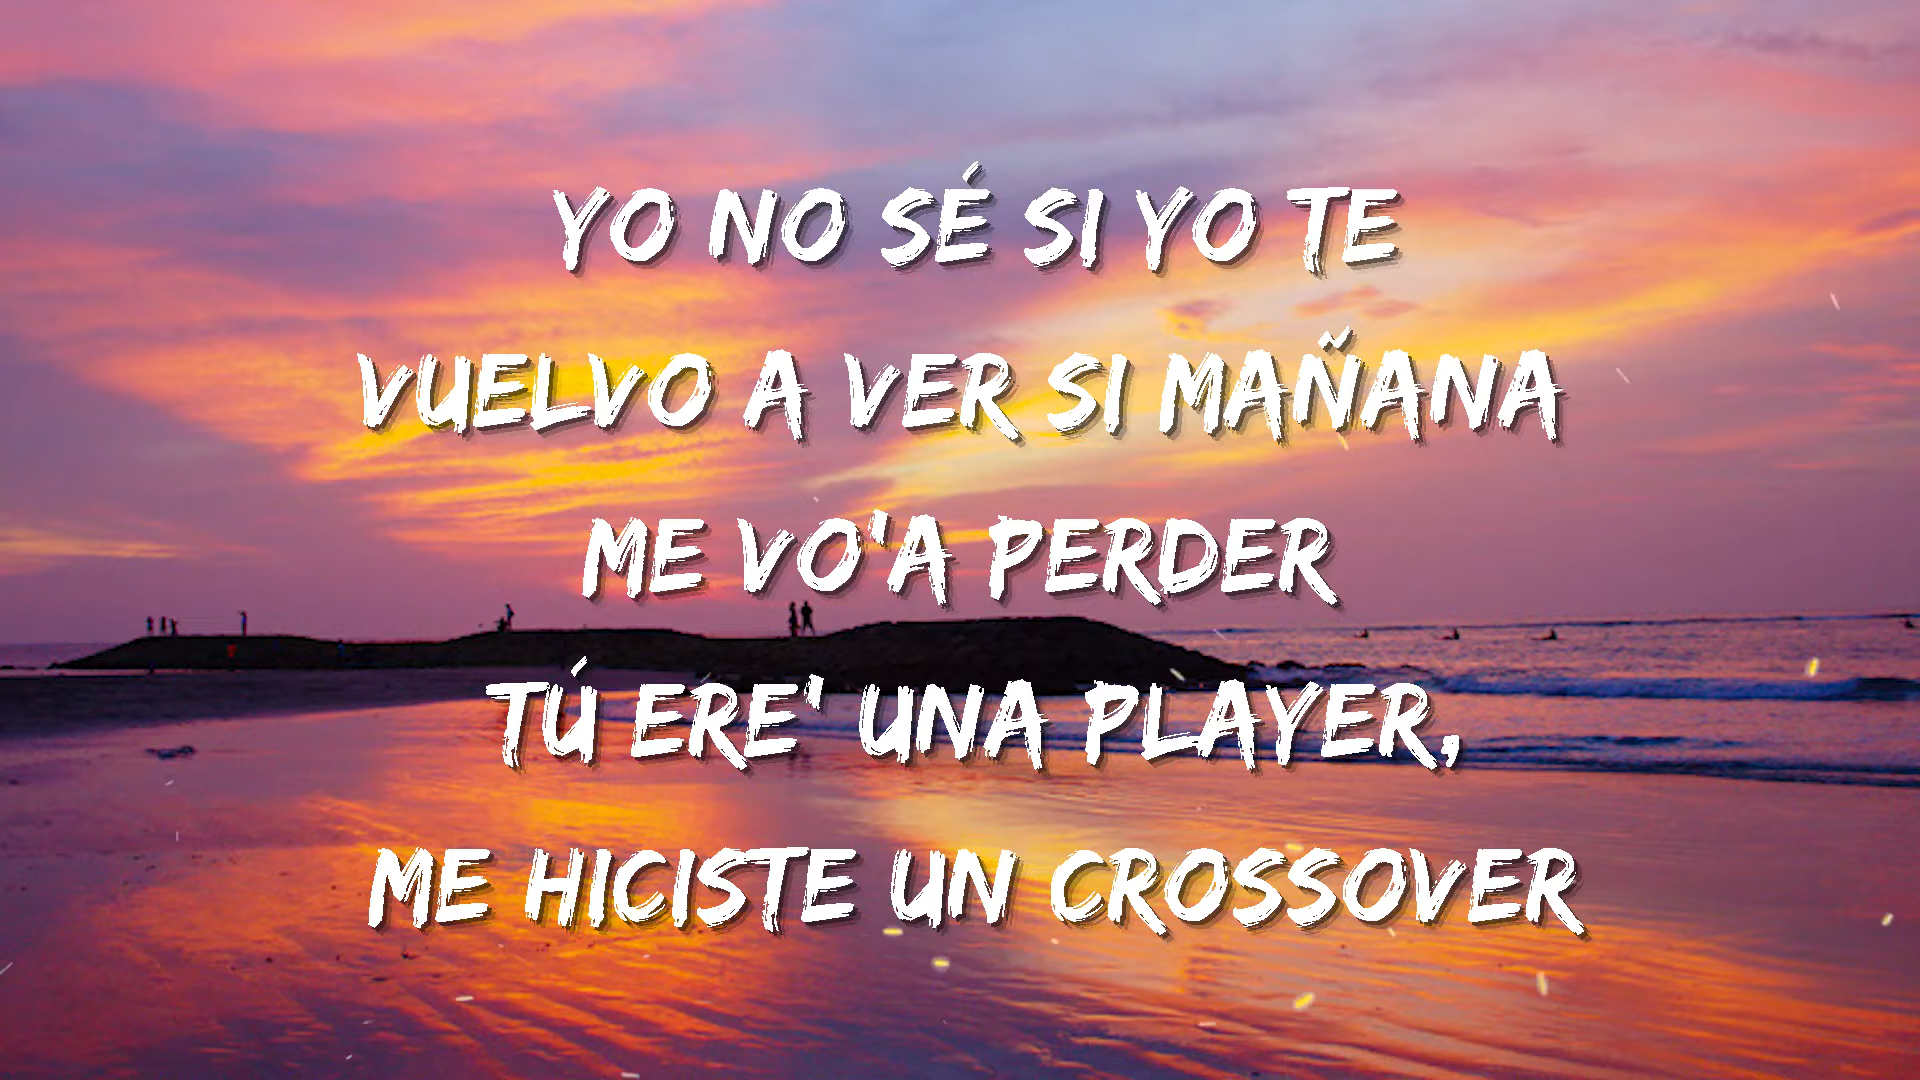 YO NO SÉ SI YO TE
VUELVO A VER SI MAÑANA
ME VO'A PERDER
TÚ ERE' UNA PLAYER,
ME HICISTE UN CROSSOVER